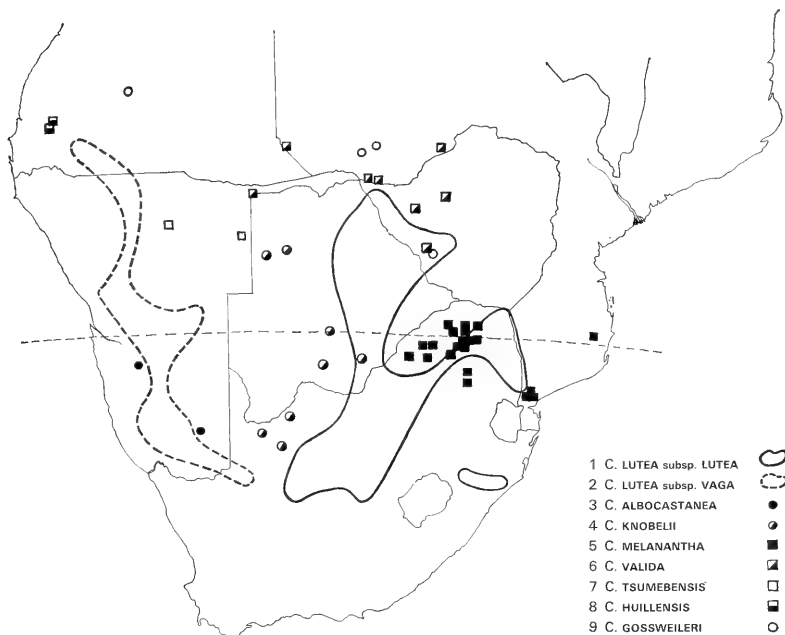 1 C. LUTEA subsp. LUTEA
2 C. LUTEA subsp. VAGA
3 C. ALBOCASTANEA
4 C. KNOBELII
5 C. MELANANTHA
6 C. VALIDA
7 C. TSUMEBENSIS
8 C. HUILLENSIS
9 C. GOSSWEILERI